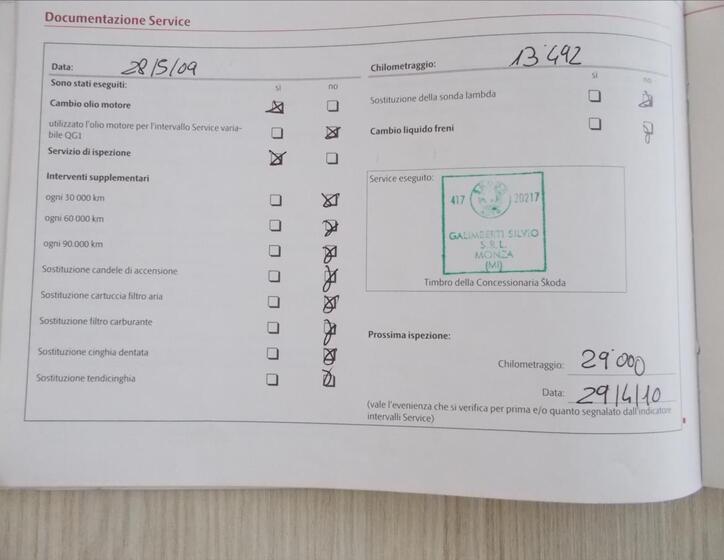 Documentazione Service
Data: 28/5/09
Sono stati eseguiti: sì no
Cambio olio motore
utilizzato l'olio motore per l'intervallo Service varia-
bile QG1
Servizio di ispezione
Interventi supplementari
ogni 30 000 km
ogni 60 000 km
ogni 90.000 km
Sostituzione candele di accensione
Sostituzione cartuccia filtro aria
Sostituzione filtro carburante
Sostituzione cinghia dentata
Sostituzione tendicinghia
Chilometraggio: 13'492
sì no
Sostituzione della sonda lambda
Cambio liquido freni
Service eseguito:
417 20217
GALIMBERTI SILVIO
S.R.L.
MONZA
(MI)
Timbro della Concessionaria Škoda
Prossima ispezione:
Chilometraggio: 29'000
Data: 29/4/10
(vale l'evenienza che si verifica per prima e/o quanto segnalato dall'indicatore
intervalli Service)